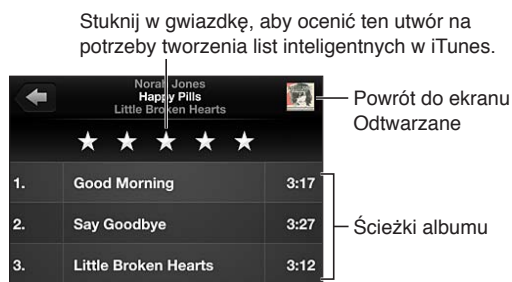 Stuknij w gwiazdkę, aby ocenić ten utwór na
potrzeby tworzenia list inteligentnych w iTunes.
Norah Jones
Happy Pills
Little Broken Hearts
Powrót do ekranu
Odtwarzane
1. Good Morning 3:17
2. Say Goodbye 3:27
3. Little Broken Hearts 3:12
Ścieżki albumu